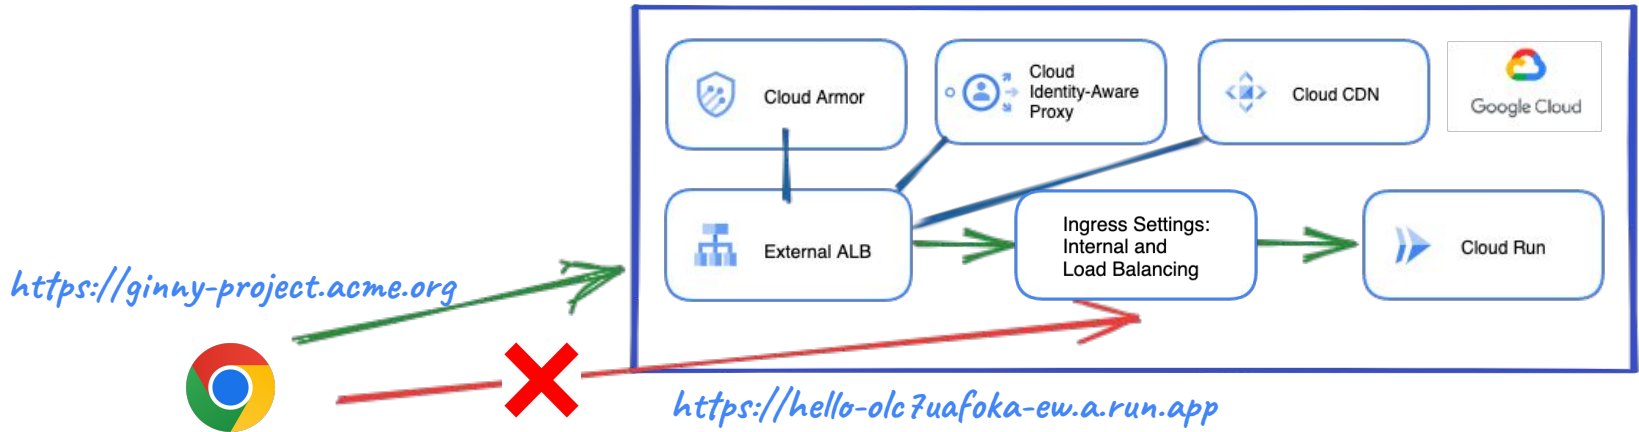 Cloud Armor
Cloud
Identity-Aware
Proxy
Cloud CDN
Google Cloud
External ALB
Ingress Settings:
Internal and
Load Balancing
Cloud Run
https://ginny-project.acme.org
https://hello-olc7uafoka-ew.a.run.app